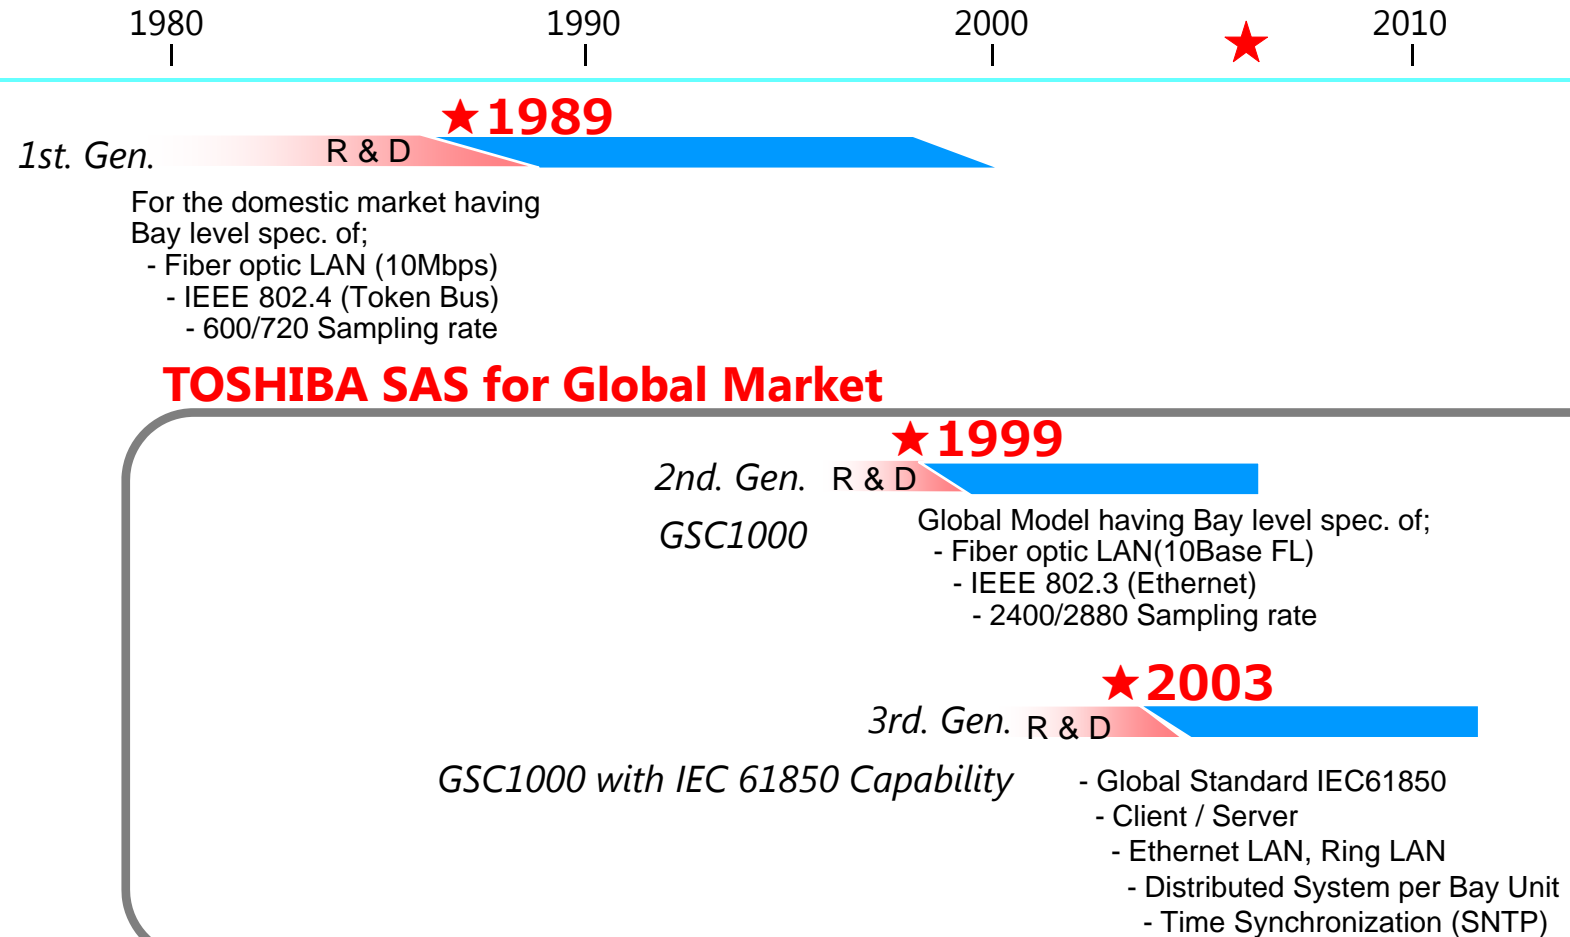 1980 1990 2000 2010
★ 1989
1st. Gen. R & D
For the domestic market having
Bay level spec. of;
- Fiber optic LAN (10Mbps)
- IEEE 802.4 (Token Bus)
- 600/720 Sampling rate
TOSHIBA SAS for Global Market
★ 1999
2nd. Gen. R & D
GSC1000
Global Model having Bay level spec. of;
- Fiber optic LAN(10Base FL)
- IEEE 802.3 (Ethernet)
- 2400/2880 Sampling rate
★ 2003
3rd. Gen. R & D
GSC1000 with IEC 61850 Capability
- Global Standard IEC61850
- Client / Server
- Ethernet LAN, Ring LAN
- Distributed System per Bay Unit
- Time Synchronization (SNTP)